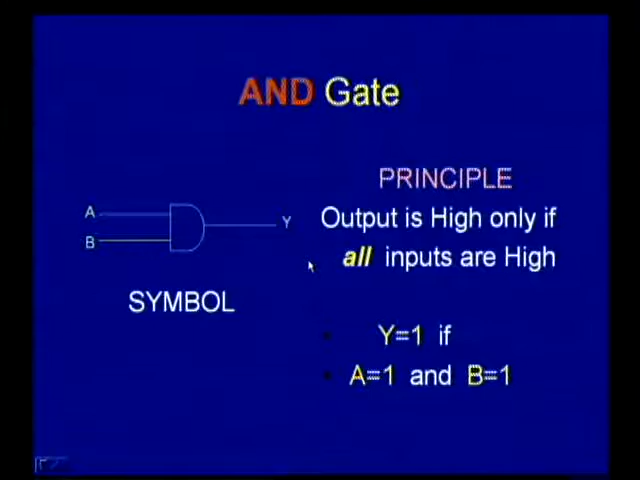 AND Gate
PRINCIPLE
Output is High only if
all inputs are High
A
B
Y
SYMBOL
Y=1 if
A=1 and B=1